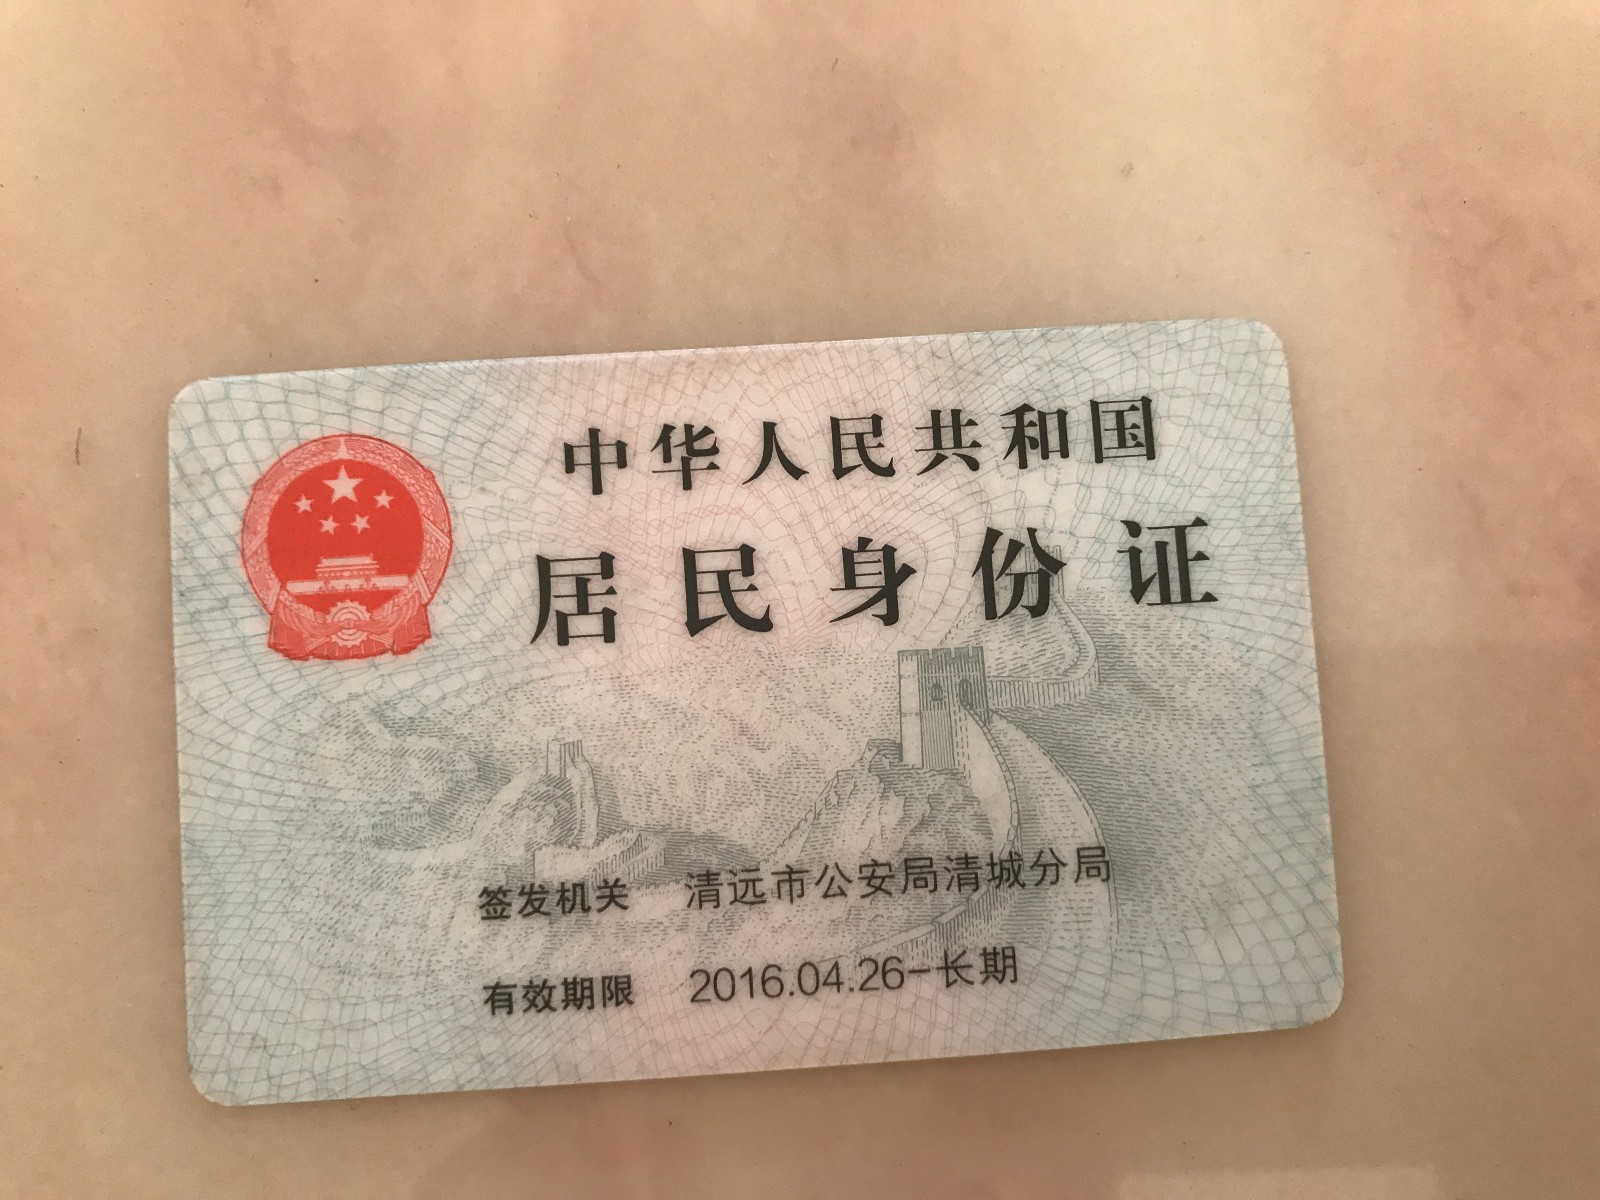 中华人民共和国
居民身份证
签发机关 清远市公安局清城分局
有效期限 2016.04.26-长期